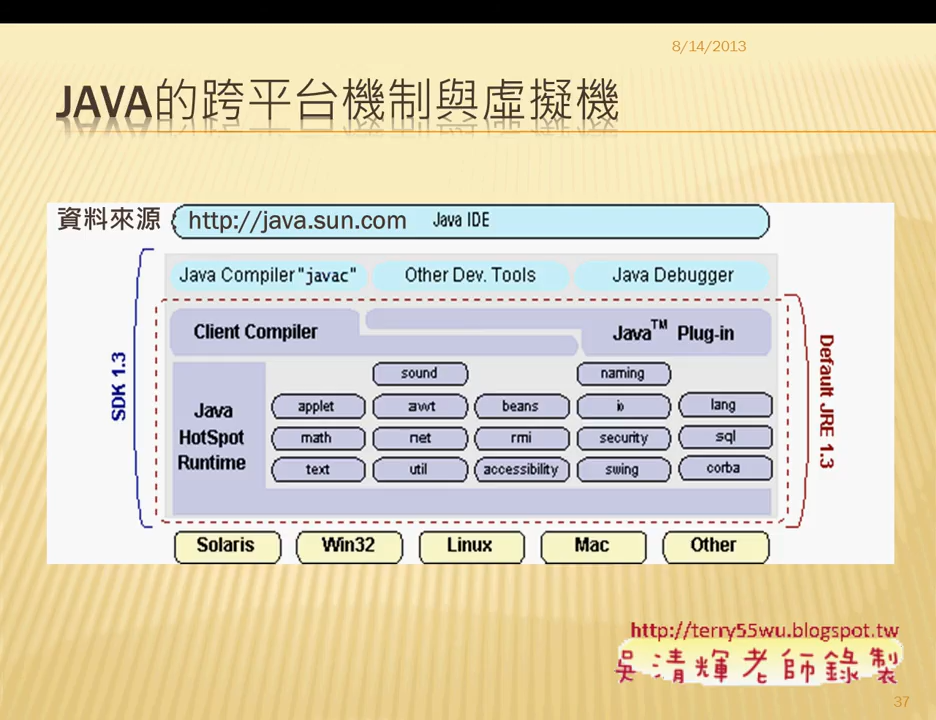 8/14/2013
JAVA的跨平台機制與虛擬機
資料來源 http://java.sun.com Java IDE
Java Compiler "javac" Other Dev. Tools Java Debugger
Client Compiler Java™ Plug-in
SDK 1.3
Default JRE 1.3
Java
HotSpot
Runtime
sound naming
applet awt beans io lang
math net rmi security sql
text util accessibility swing corba
Solaris Win32 Linux Mac Other
http://terry55wu.blogspot.tw
吳清輝老師錄製
37